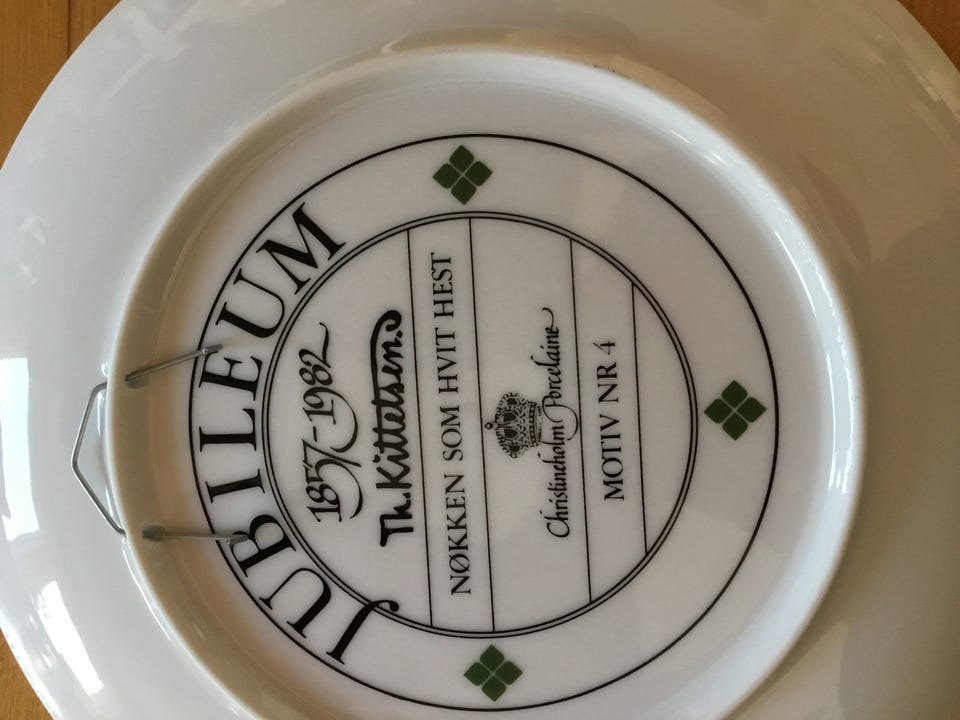 JUBILEUM
1857-1982
Th. Kittelsen.
NØKKEN SOM HVIT HEST
Christineholm Porcelaine
MOTIV NR 4